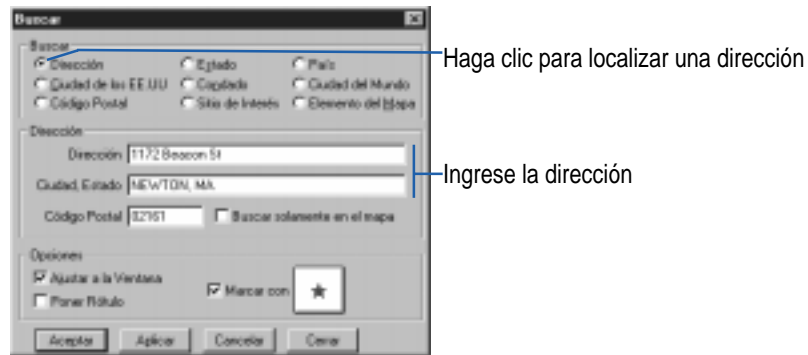 Buscar
Buscar
Dirección Estado País
Ciudad de los EE.UU Condado Ciudad del Mundo
Código Postal Sitio de Interés Elemento del Mapa
Haga clic para localizar una dirección
Dirección
Dirección 1172 Beacon St
Ciudad, Estado NEWTON, MA
Ingrese la dirección
Código Postal 02161 Buscar solamente en el mapa
Opciones
Ajustar a la Ventana
Marcar con
Poner Rótulo
Aceptar Aplicar Cancelar Cerrar